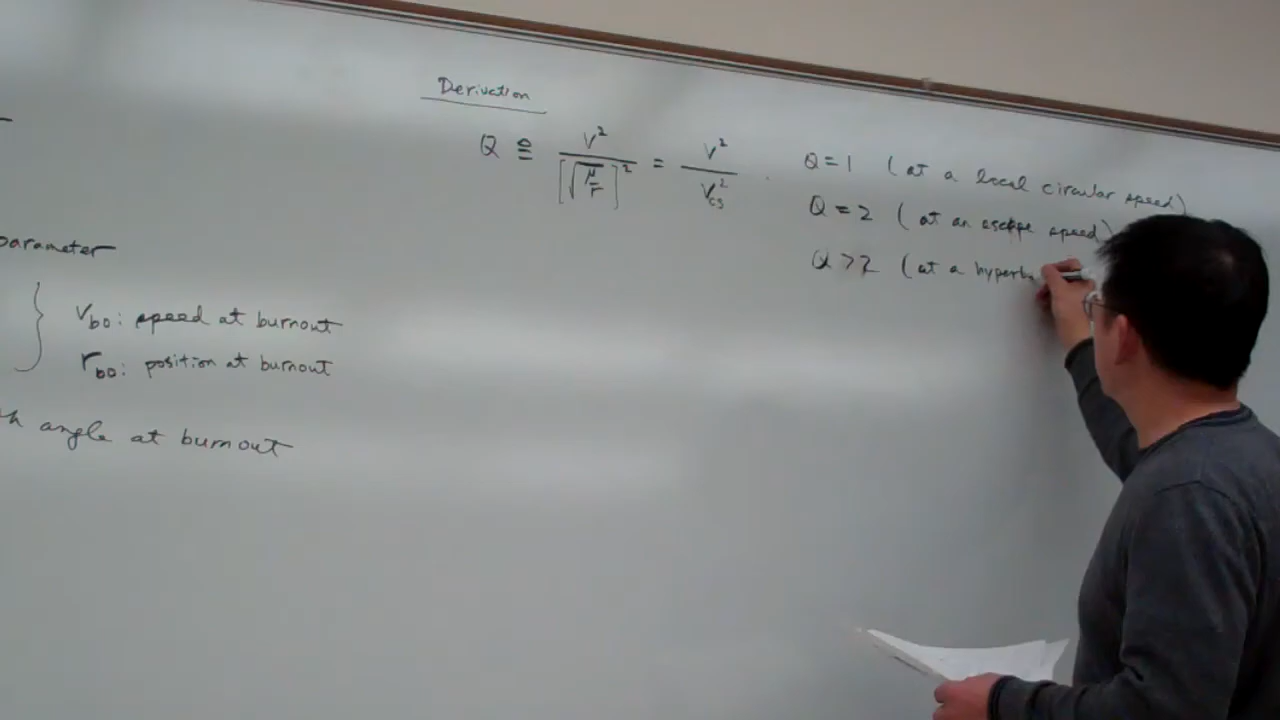 Derivation
Q ≅ V² / [√(μ/r)]² = V² / V_cs²
Q = 1 (at a local circular speed)
Q = 2 (at an escape speed)
Q > 2 (at a hyperb
parameter
V_bo: speed at burnout
r_bo: position at burnout
angle at burnout